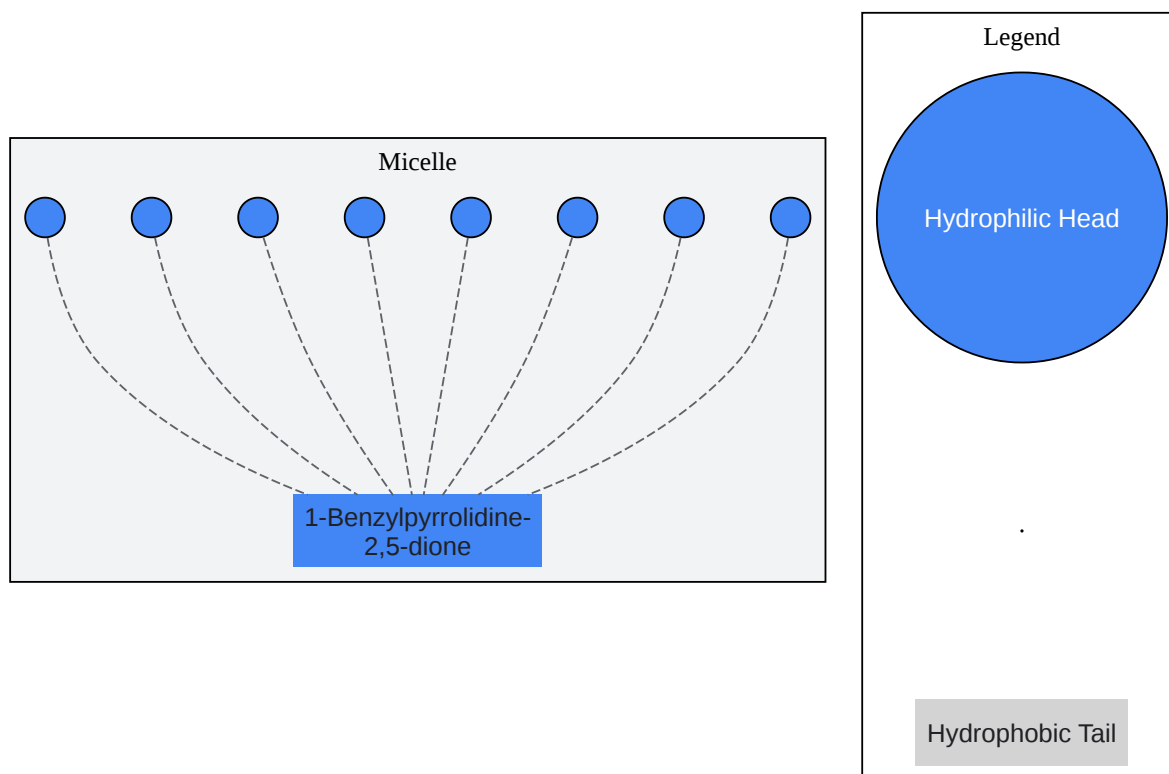 Micelle
1-Benzylpyrrolidine-
2,5-dione
Legend
Hydrophilic Head
.
Hydrophobic Tail